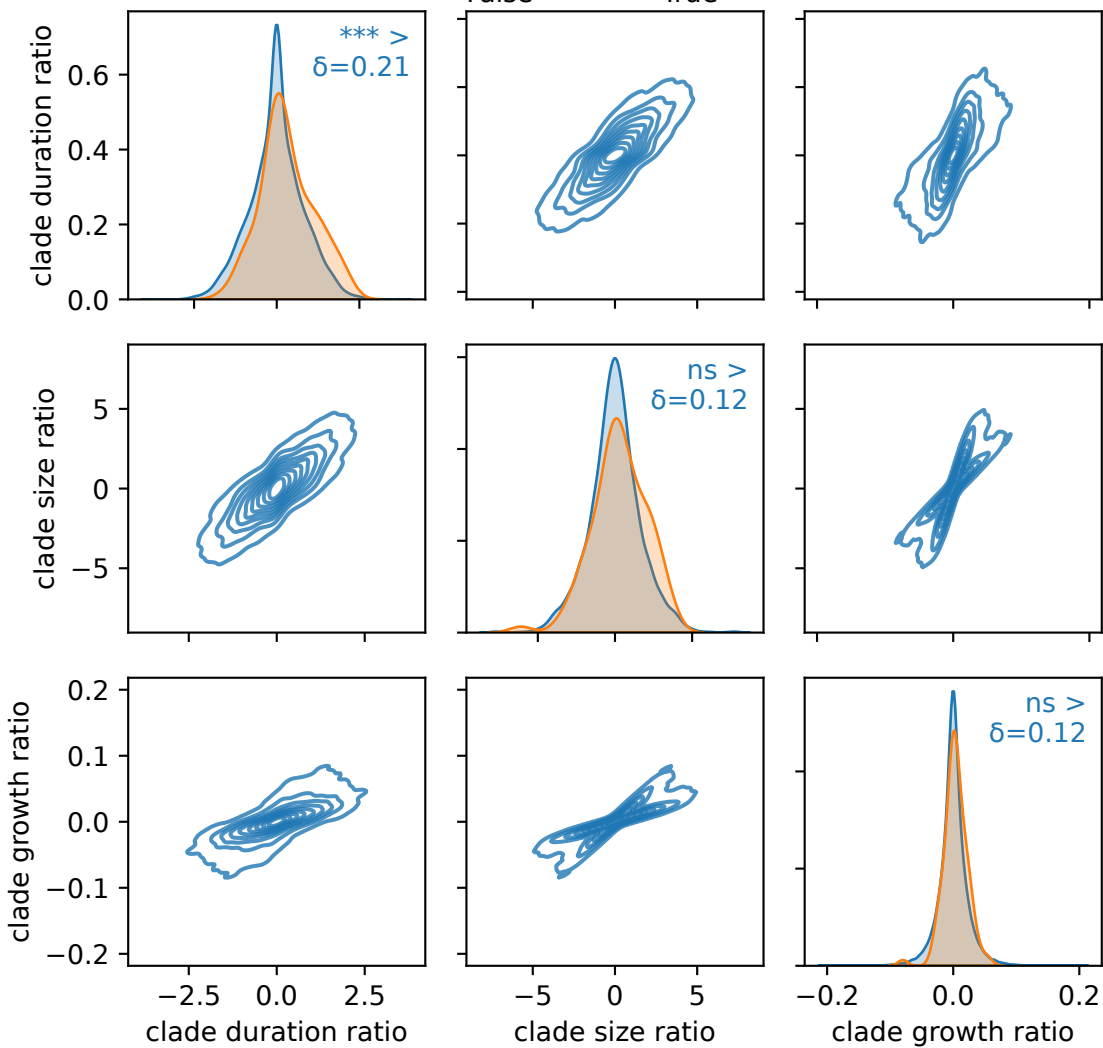 clade duration ratio
0.6
0.4
0.2
0.0
*** >
δ=0.21
clade size ratio
5
0
−5
ns >
δ=0.12
clade growth ratio
0.2
0.1
0.0
−0.1
−0.2
ns >
δ=0.12
−2.5 0.0 2.5
−5 0 5
−0.2 0.0 0.2
clade duration ratio
clade size ratio
clade growth ratio